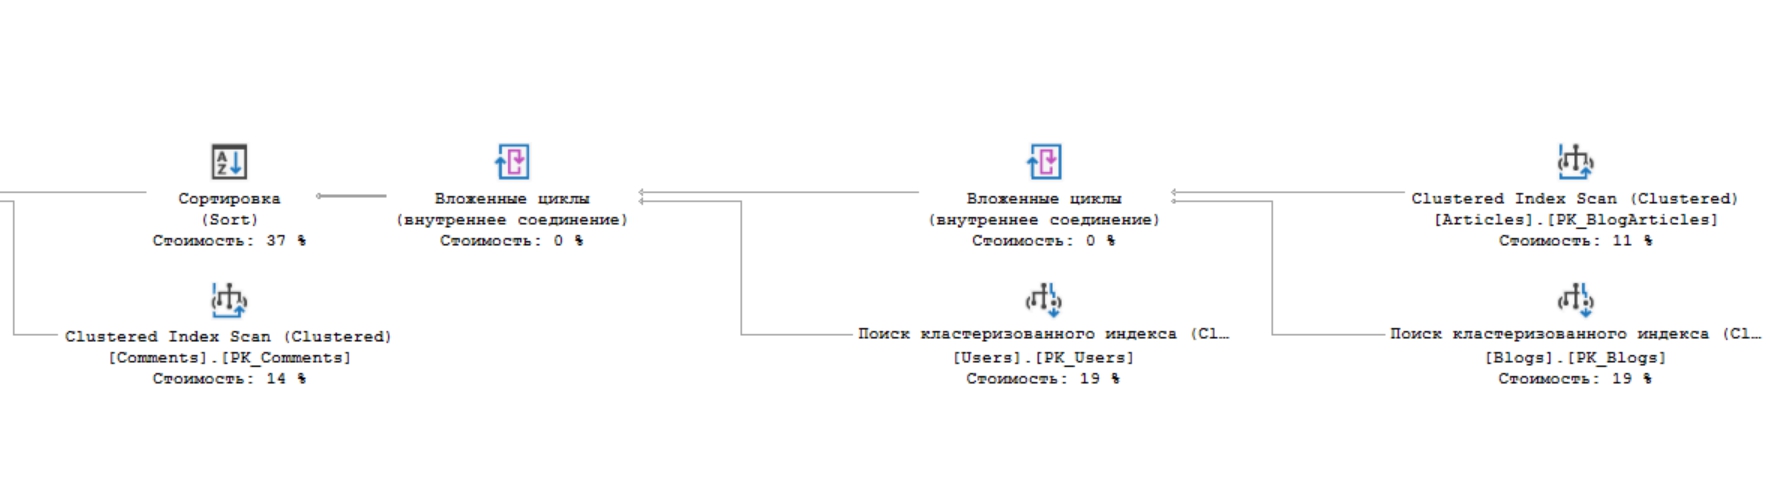 Сортировка
(Sort)
Стоимость: 37 %
Вложенные циклы
(внутреннее соединение)
Стоимость: 0 %
Вложенные циклы
(внутреннее соединение)
Стоимость: 0 %
Clustered Index Scan (Clustered)
[Articles].[PK_BlogArticles]
Стоимость: 11 %
Clustered Index Scan (Clustered)
[Comments].[PK_Comments]
Стоимость: 14 %
Поиск кластеризованного индекса (Cl…
[Users].[PK_Users]
Стоимость: 19 %
Поиск кластеризованного индекса (Cl…
[Blogs].[PK_Blogs]
Стоимость: 19 %